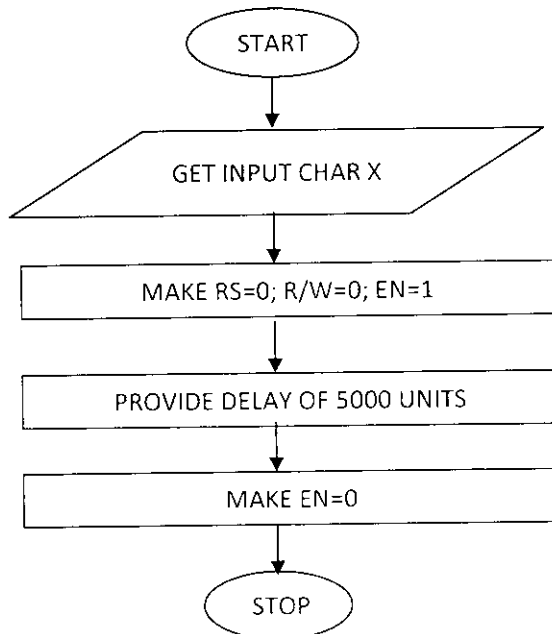 START
GET INPUT CHAR X
MAKE RS=0; R/W=0; EN=1
PROVIDE DELAY OF 5000 UNITS
MAKE EN=0
STOP